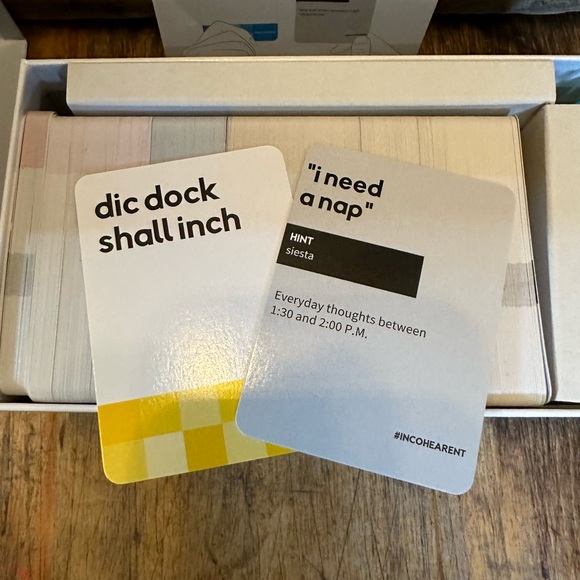 dic dock
shall inch
"i need
a nap"
HINT
siesta
Everyday thoughts between
1:30 and 2:00 P.M.
#INCOHEARENT